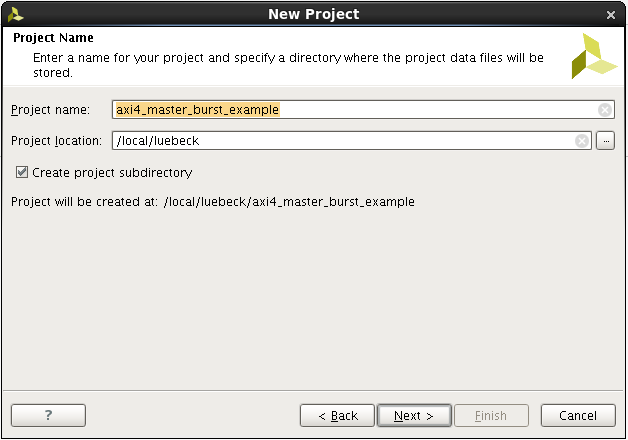 New Project
Project Name
Enter a name for your project and specify a directory where the project data files will be
stored.
Project name: axi4_master_burst_example
Project location: /local/luebeck ...
Create project subdirectory
Project will be created at: /local/luebeck/axi4_master_burst_example
? < Back Next > Finish Cancel